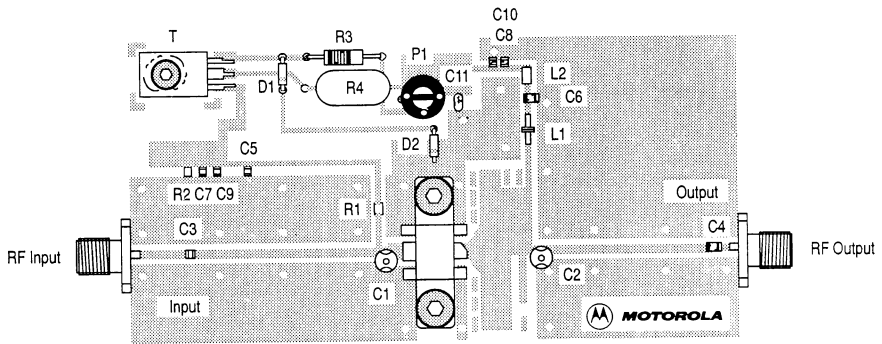 C10
C8
T
R3
P1
D1
R4
C11
L2
C6
L1
D2
C5
R2 C7 C9
R1
Output
C3
C4
RF Input
RF Output
C1
C2
Input
MOTOROLA